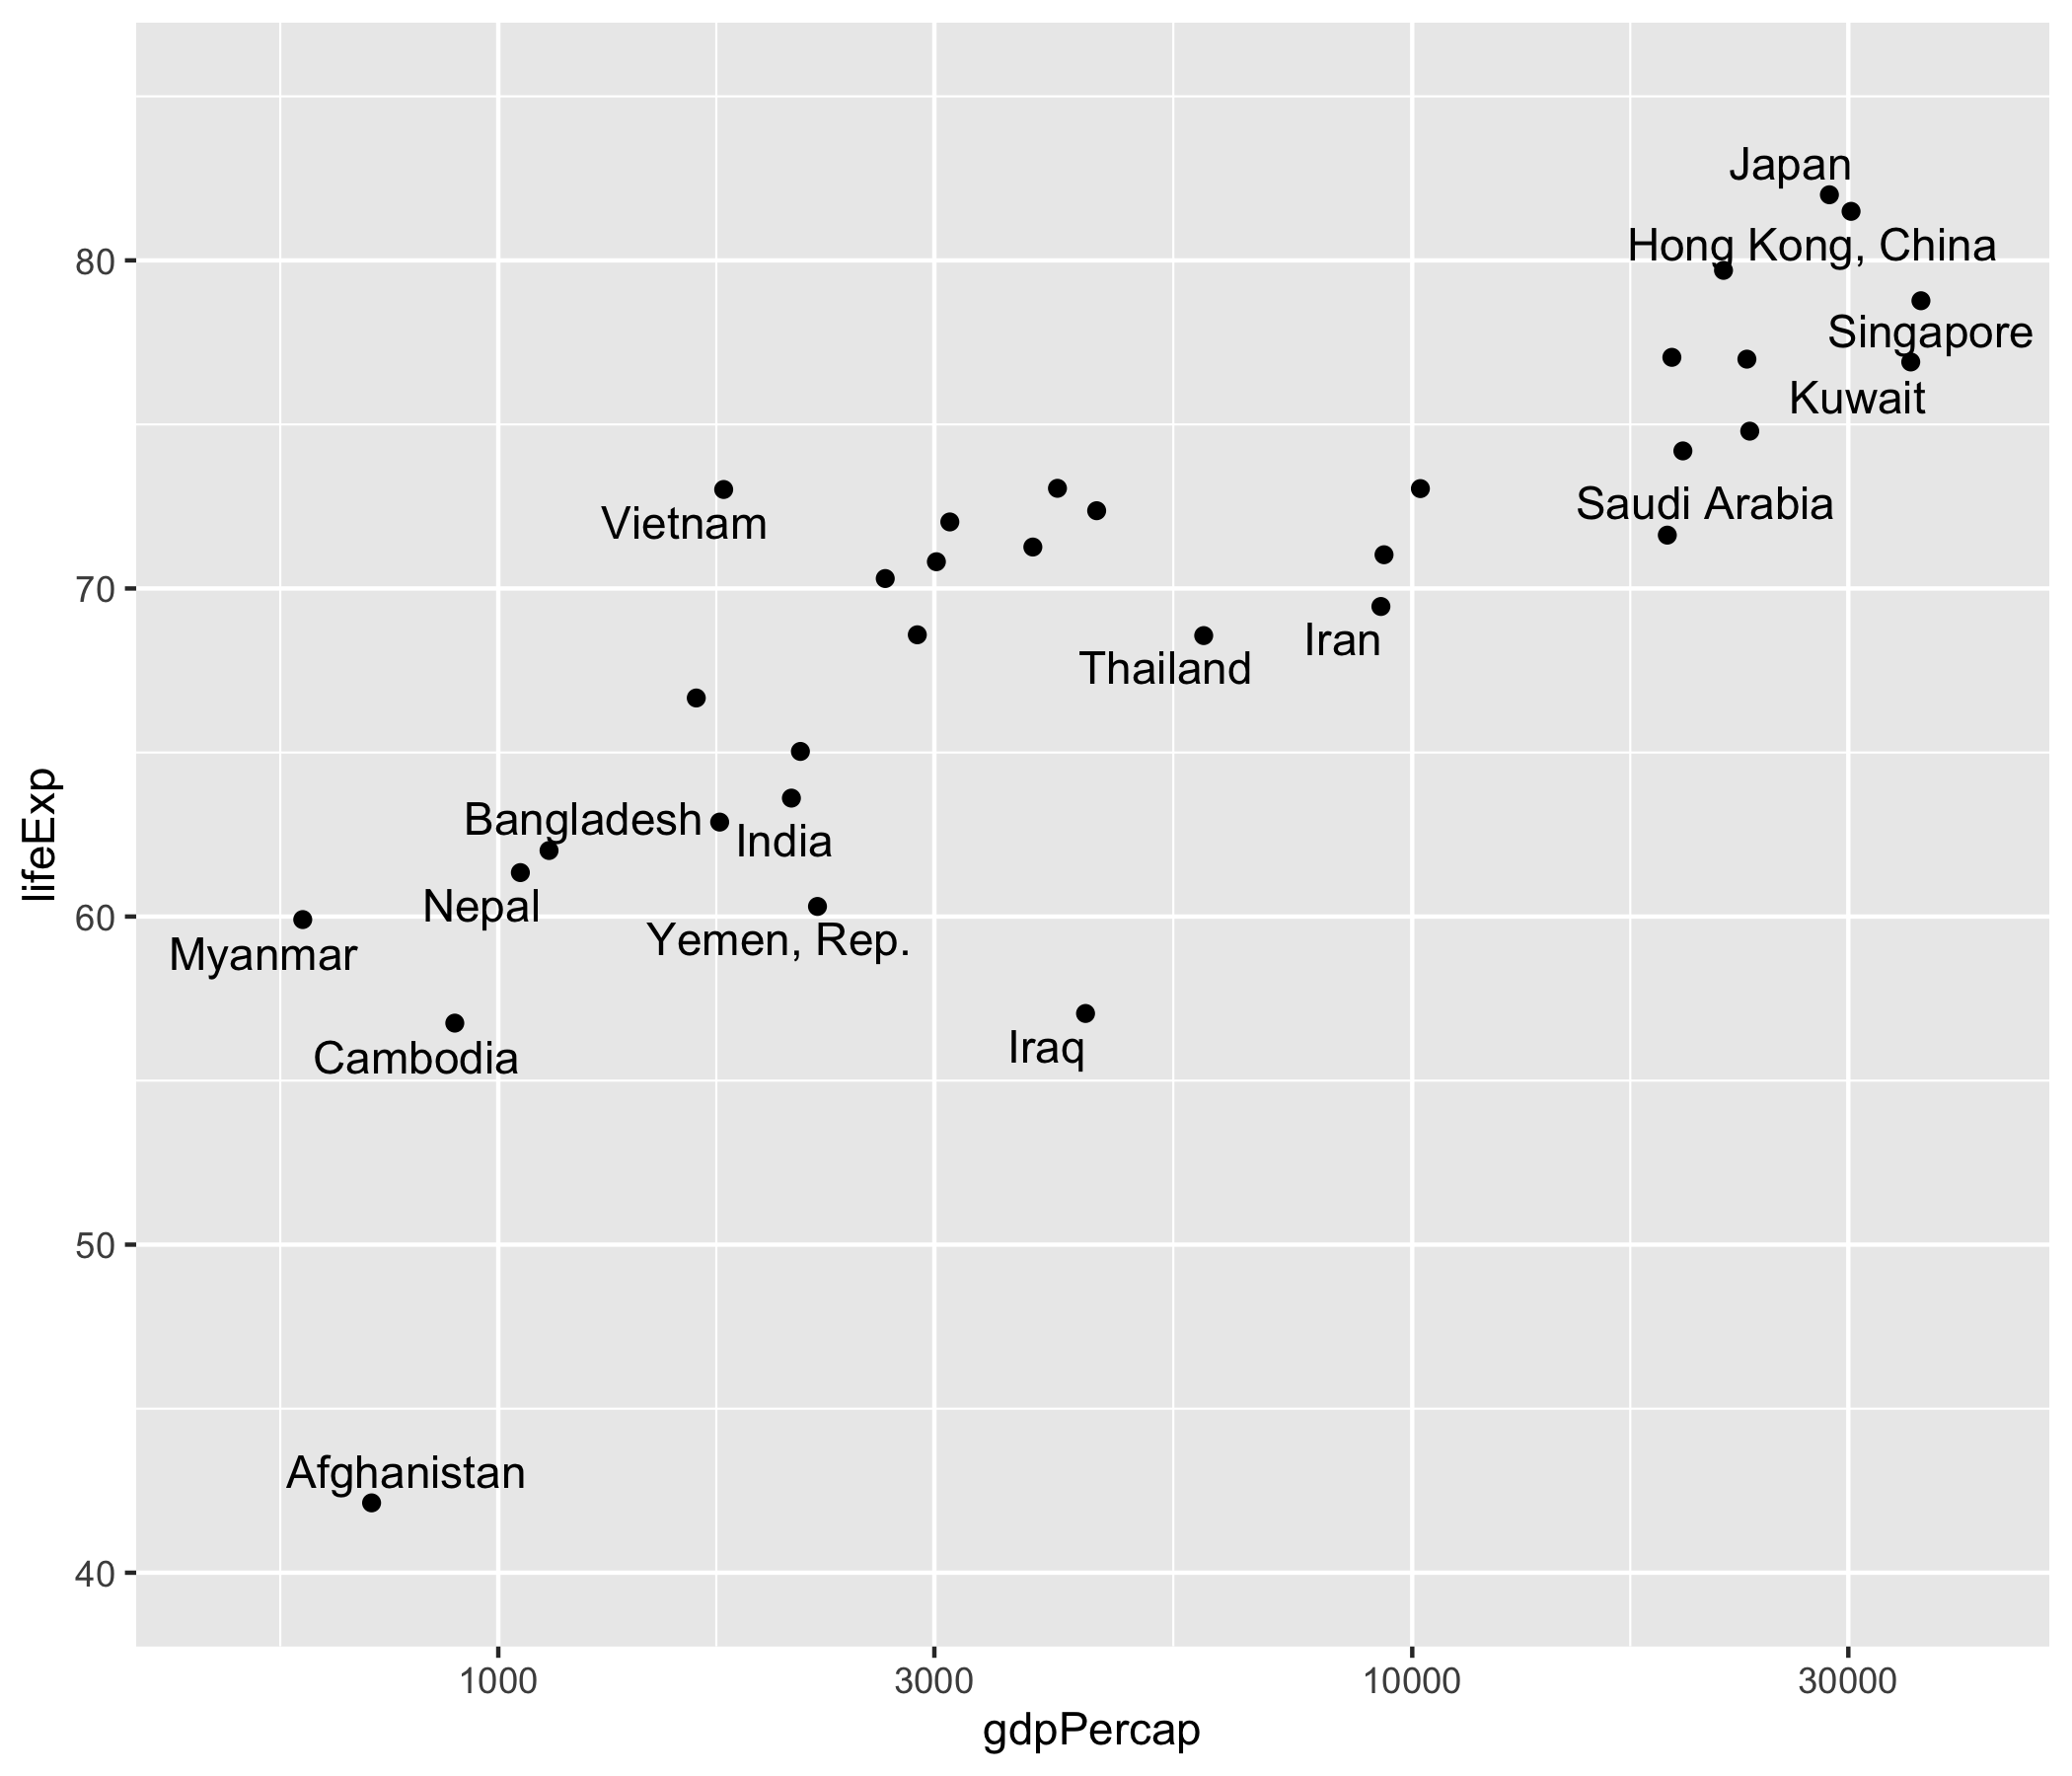 Japan
80
Hong Kong, China
Singapore
Kuwait
Saudi Arabia
Vietnam
70
Iran
Thailand
lifeExp
Bangladesh
India
60
Nepal
Yemen, Rep.
Myanmar
Iraq
Cambodia
50
Afghanistan
40
1000 3000 10000 30000
gdpPercap